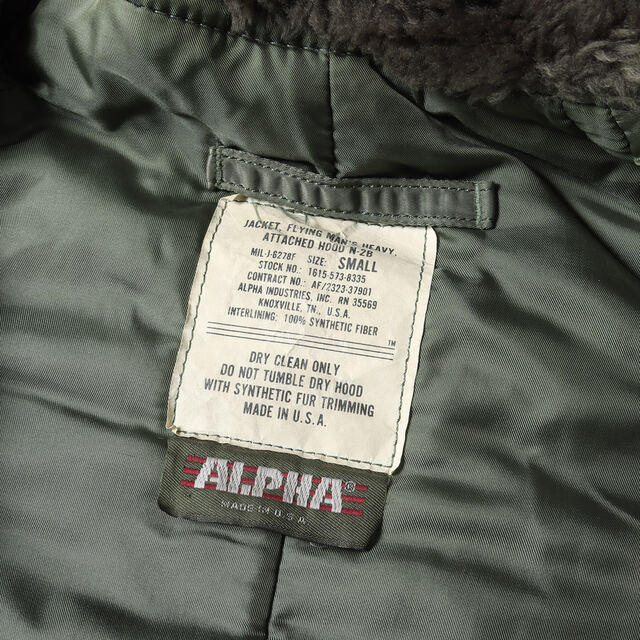 JACKET, FLYING MAN'S HEAVY,
ATTACHED HOOD N-2B
MIL-J-6278F SIZE: SMALL
STOCK NO.: 1615-573-8335
CONTRACT NO.: AF/2323-37901
ALPHA INDUSTRIES, INC. RN 35569
KNOXVILLE, TN., U.S.A.
INTERLINING: 100% SYNTHETIC FIBER
™
DRY CLEAN ONLY
DO NOT TUMBLE DRY HOOD
WITH SYNTHETIC FUR TRIMMING
MADE IN U.S.A.
ALPHA®
MADE IN U.S.A